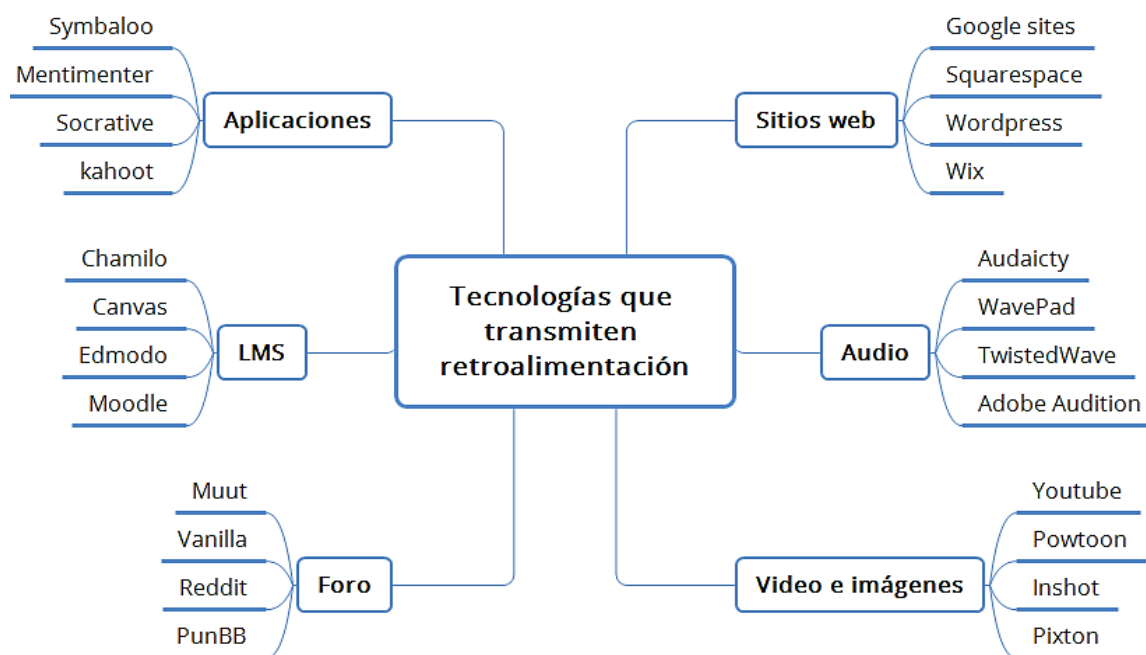 Tecnologías que
transmiten
retroalimentación
Aplicaciones
Symbaloo
Mentimenter
Socrative
kahoot
LMS
Chamilo
Canvas
Edmodo
Moodle
Foro
Muut
Vanilla
Reddit
PunBB
Sitios web
Google sites
Squarespace
Wordpress
Wix
Audio
Audaicty
WavePad
TwistedWave
Adobe Audition
Video e imágenes
Youtube
Powtoon
Inshot
Pixton